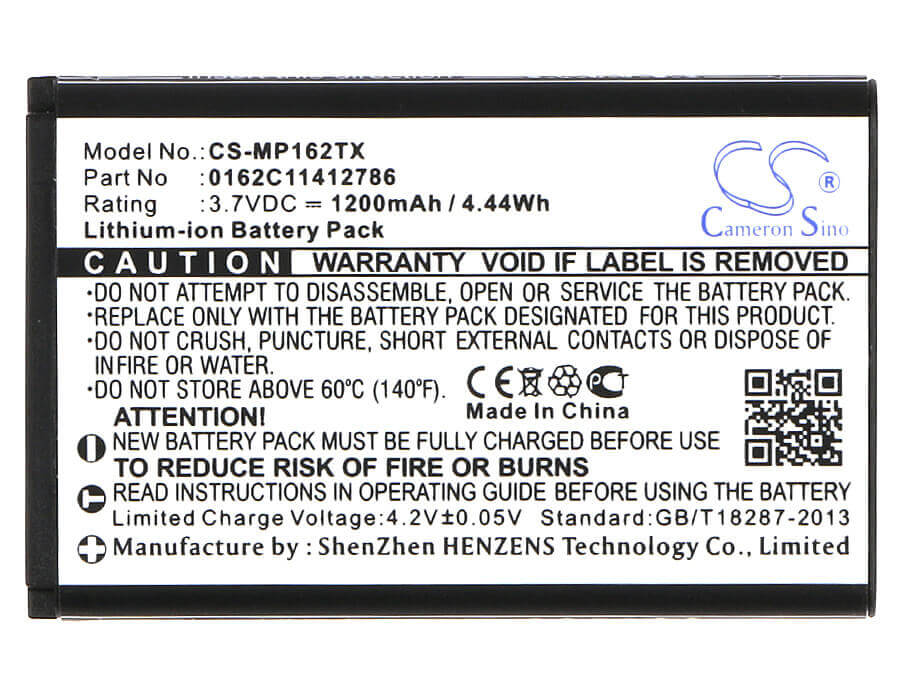 Model No.: CS-MP162TX
Part No : 0162C11412786
Rating : 3.7VDC ⎓ 1200mAh / 4.44Wh
Lithium-ion Battery Pack
Cameron Sino
CAUTION WARRANTY VOID IF LABEL IS REMOVED
•DO NOT ATTEMPT TO DISASSEMBLE, OPEN OR SERVICE THE BATTERY PACK.
•REPLACE ONLY WITH THE BATTERY PACK DESIGNATED FOR THIS PRODUCT.
•DO NOT CRUSH, PUNCTURE, SHORT EXTERNAL CONTACTS OR DISPOSE OF
INFIRE OR WATER.
•DO NOT STORE ABOVE 60°C (140°F).
Made In China
ATTENTION!
NEW BATTERY PACK MUST BE FULLY CHARGED BEFORE USE
TO REDUCE RISK OF FIRE OR BURNS
READ INSTRUCTIONS IN OPERATING GUIDE BEFORE USING THE BATTERY
Limited Charge Voltage:4.2V±0.05V Standard:GB/T18287-2013
Manufacture by : ShenZhen HENZENS Technology Co., Limited